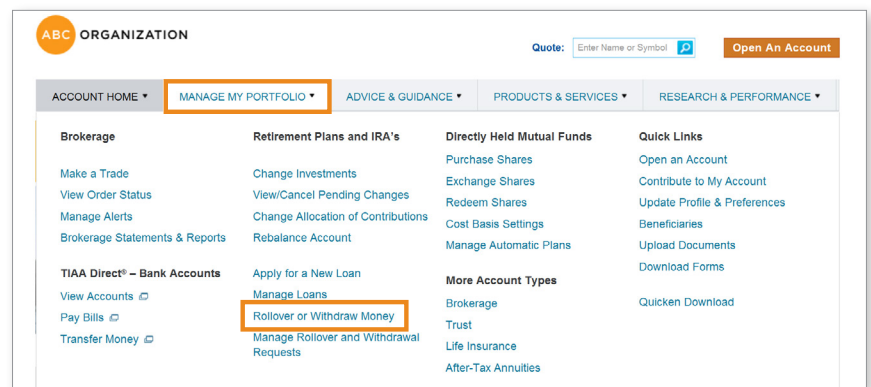 ABC ORGANIZATION
Quote: Enter Name or Symbol
Open An Account
ACCOUNT HOME ▼ MANAGE MY PORTFOLIO ▼ ADVICE & GUIDANCE ▼ PRODUCTS & SERVICES ▼ RESEARCH & PERFORMANCE ▼
Brokerage
Make a Trade
View Order Status
Manage Alerts
Brokerage Statements & Reports
TIAA Direct® – Bank Accounts
View Accounts
Pay Bills
Transfer Money
Retirement Plans and IRA's
Change Investments
View/Cancel Pending Changes
Change Allocation of Contributions
Rebalance Account
Apply for a New Loan
Manage Loans
Rollover or Withdraw Money
Manage Rollover and Withdrawal
Requests
Directly Held Mutual Funds
Purchase Shares
Exchange Shares
Redeem Shares
Cost Basis Settings
Manage Automatic Plans
More Account Types
Brokerage
Trust
Life Insurance
After-Tax Annuities
Quick Links
Open an Account
Contribute to My Account
Update Profile & Preferences
Beneficiaries
Upload Documents
Download Forms
Quicken Download